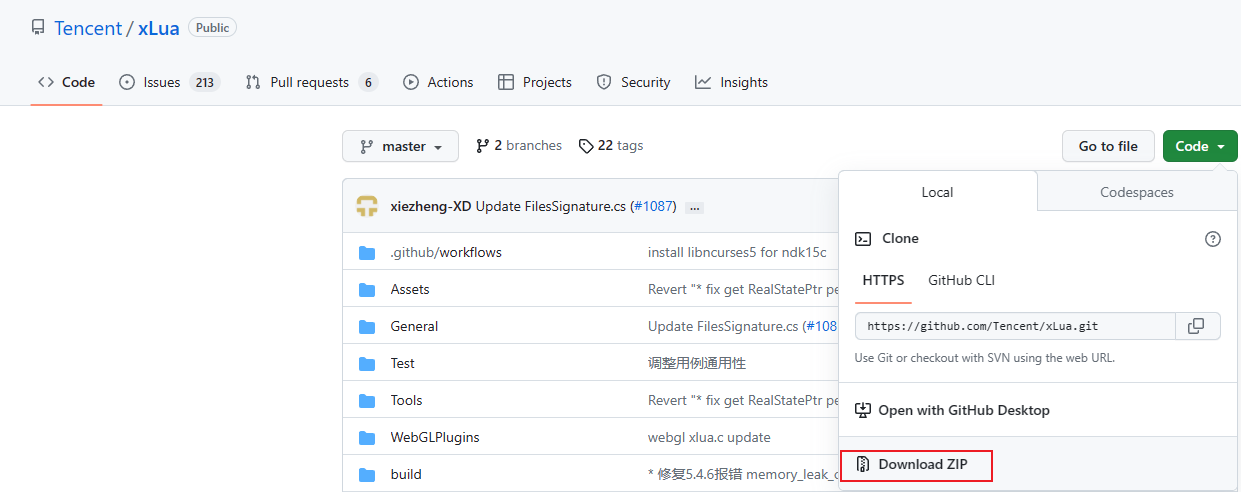 Tencent / xLua Public
Code Issues 213 Pull requests 6 Actions Projects Security Insights
master 2 branches 22 tags Go to file Code
xiezheng-XD Update FilesSignature.cs (#1087) ...
.github/workflows install libncurses5 for ndk15c
Assets Revert "* fix get RealStatePtr pe
General Update FilesSignature.cs (#108
Test 调整用例通用性
Tools Revert "* fix get RealStatePtr pe
WebGLPlugins webgl xlua.c update
build * 修复5.4.6报错 memory_leak_c
Local Codespaces
Clone
HTTPS GitHub CLI
https://github.com/Tencent/xLua.git
Use Git or checkout with SVN using the web URL.
Open with GitHub Desktop
Download ZIP